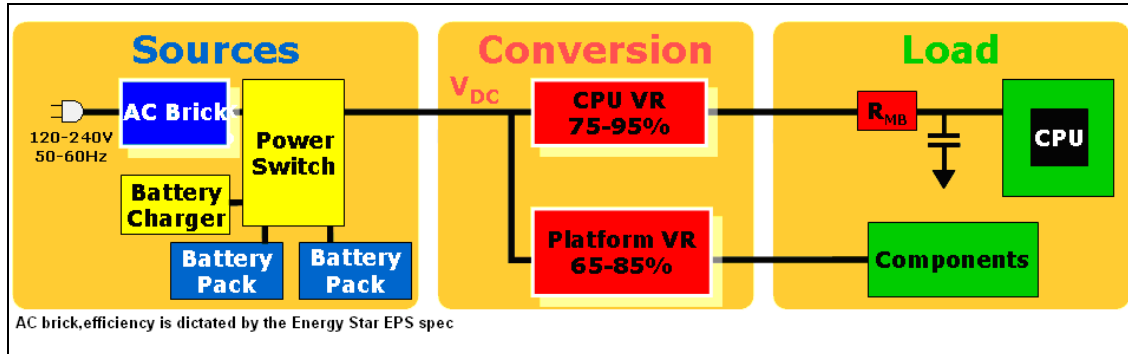 Sources
Conversion
Load
AC Brick
120-240V
50-60Hz
Power
Switch
Battery
Charger
Battery
Pack
Battery
Pack
VDC
CPU VR
75-95%
Platform VR
65-85%
RMB
CPU
Components
AC brick,efficiency is dictated by the Energy Star EPS spec